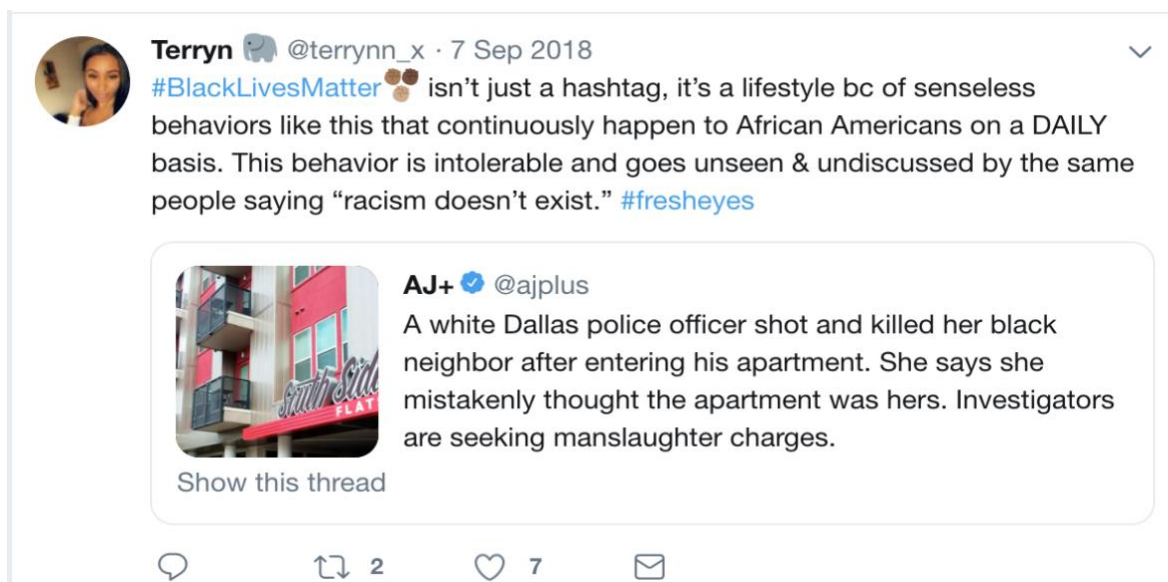 Terryn 🐘 @terrynn_x · 7 Sep 2018
#BlackLivesMatter✊🏾✊🏿✊🏽 isn’t just a hashtag, it’s a lifestyle bc of senseless
behaviors like this that continuously happen to African Americans on a DAILY
basis. This behavior is intolerable and goes unseen & undiscussed by the same
people saying “racism doesn’t exist.” #fresheyes
AJ+ @ajplus
A white Dallas police officer shot and killed her black
neighbor after entering his apartment. She says she
mistakenly thought the apartment was hers. Investigators
are seeking manslaughter charges.
South Side
FLAT
Show this thread
2 7